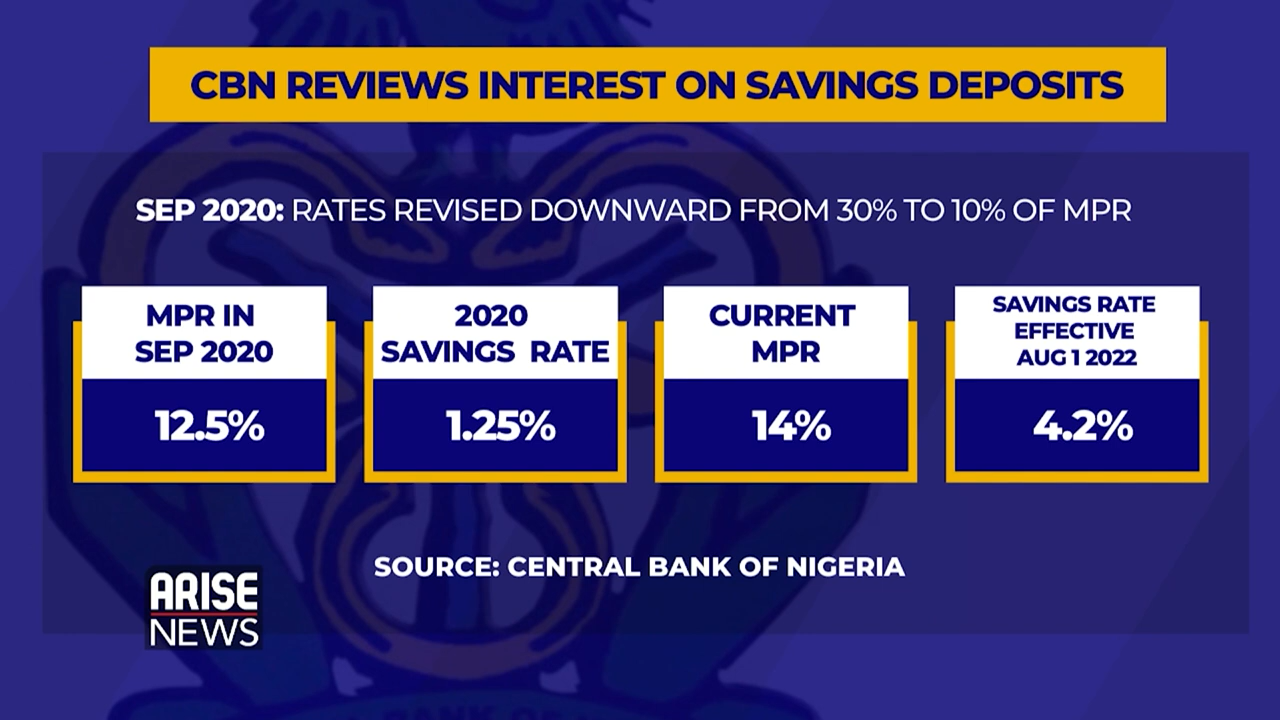 CBN REVIEWS INTEREST ON SAVINGS DEPOSITS
SEP 2020: RATES REVISED DOWNWARD FROM 30% TO 10% OF MPR
MPR IN
SEP 2020
12.5%
2020
SAVINGS RATE
1.25%
CURRENT
MPR
14%
SAVINGS RATE
EFFECTIVE
AUG 1 2022
4.2%
SOURCE: CENTRAL BANK OF NIGERIA
ARISE
NEWS
BANK OF